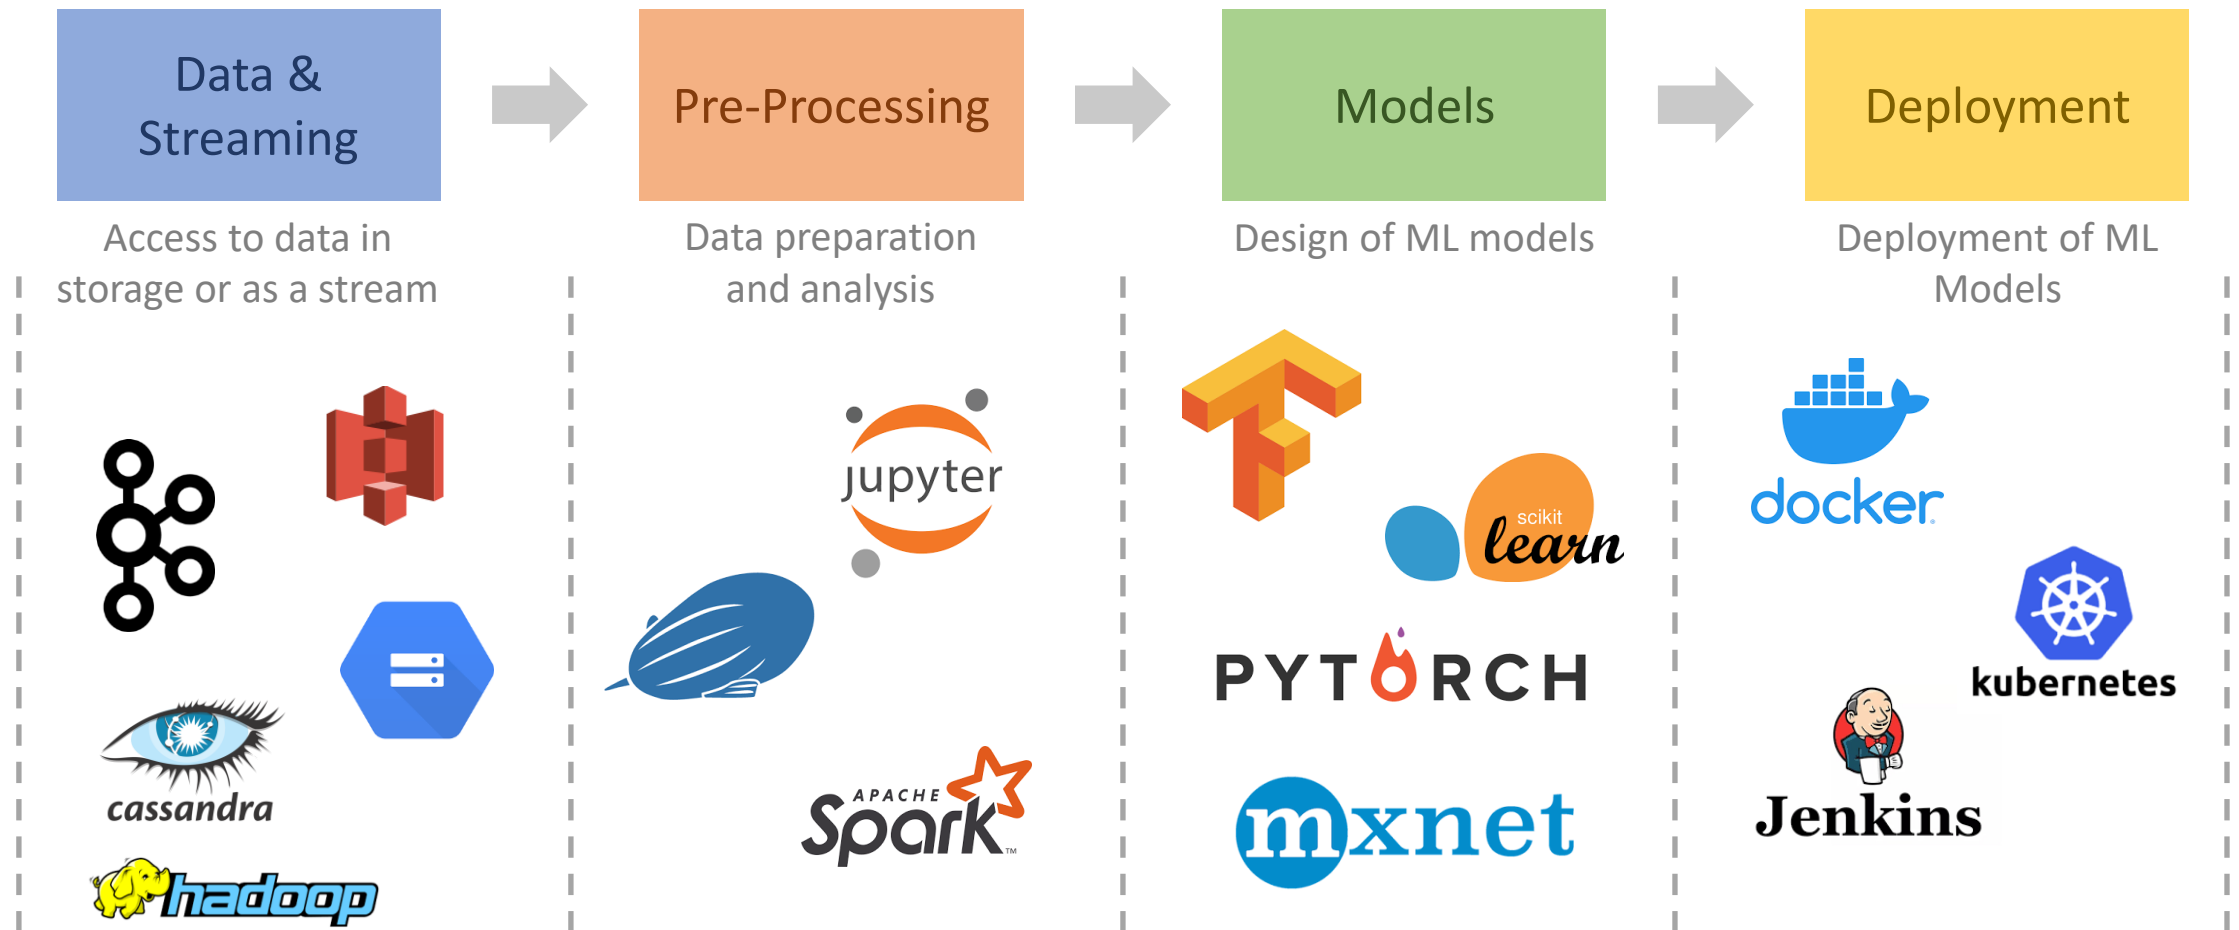 Data &
Streaming
Pre-Processing
Models
Deployment
Access to data in
storage or as a stream
Data preparation
and analysis
Design of ML models
Deployment of ML
Models
jupyter
scikit
learn
docker
PYTORCH
kubernetes
cassandra
APACHE
Spark™
mxnet
Jenkins
hadoop